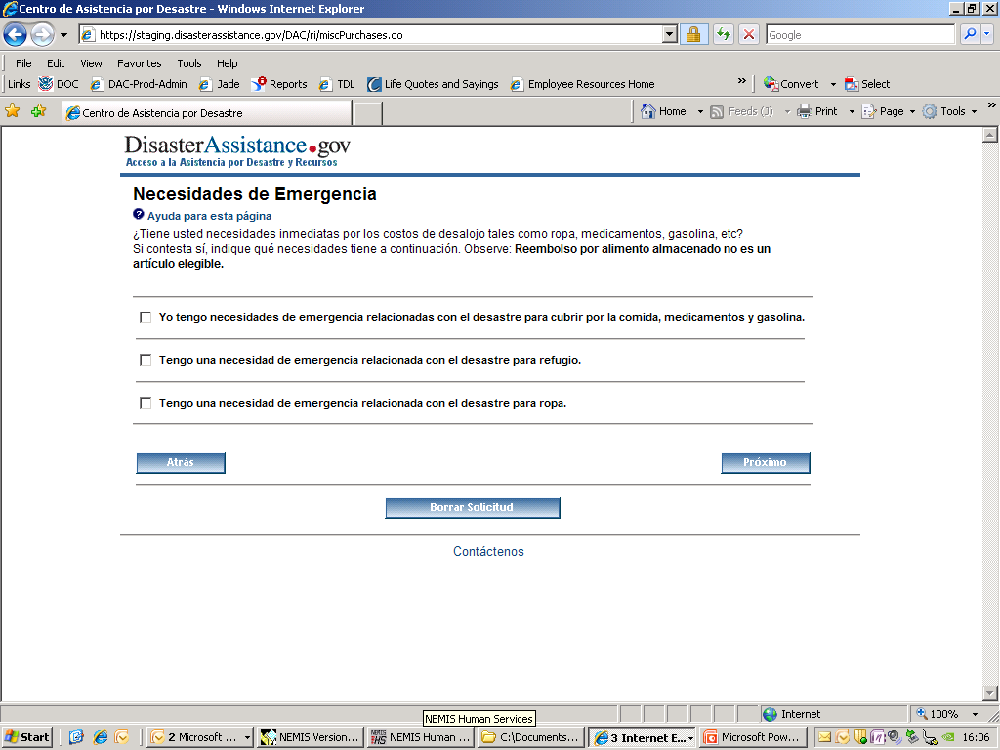 Centro de Asistencia por Desastre - Windows Internet Explorer
https://staging.disasterassistance.gov/DAC/ri/miscPurchases.do
Google
File Edit View Favorites Tools Help
Links DOC DAC-Prod-Admin Jade Reports TDL Life Quotes and Sayings Employee Resources Home » Convert Select
Centro de Asistencia por Desastre
Home Feeds (J) Print Page Tools »
DisasterAssistance.gov
Acceso a la Asistencia por Desastre y Recursos
Necesidades de Emergencia
Ayuda para esta página
¿Tiene usted necesidades inmediatas por los costos de desalojo tales como ropa, medicamentos, gasolina, etc?
Si contesta sí, indique qué necesidades tiene a continuación. Observe: Reembolso por alimento almacenado no es un
artículo elegible.
Yo tengo necesidades de emergencia relacionadas con el desastre para cubrir por la comida, medicamentos y gasolina.
Tengo una necesidad de emergencia relacionada con el desastre para refugio.
Tengo una necesidad de emergencia relacionada con el desastre para ropa.
Atrás
Próximo
Borrar Solicitud
Contáctenos
Internet
100%
NEMIS Human Services
Start 2 Microsoft ... NEMIS Version... NEMIS Human ... C:\Documents... 3 Internet E... Microsoft Pow... 16:06